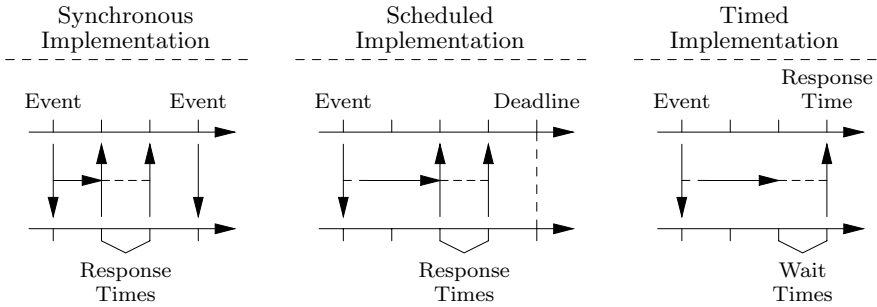 Synchronous
Implementation
Event
Event
Response
Times
Scheduled
Implementation
Event
Deadline
Response
Times
Timed
Implementation
Event
Response
Time
Wait
Times